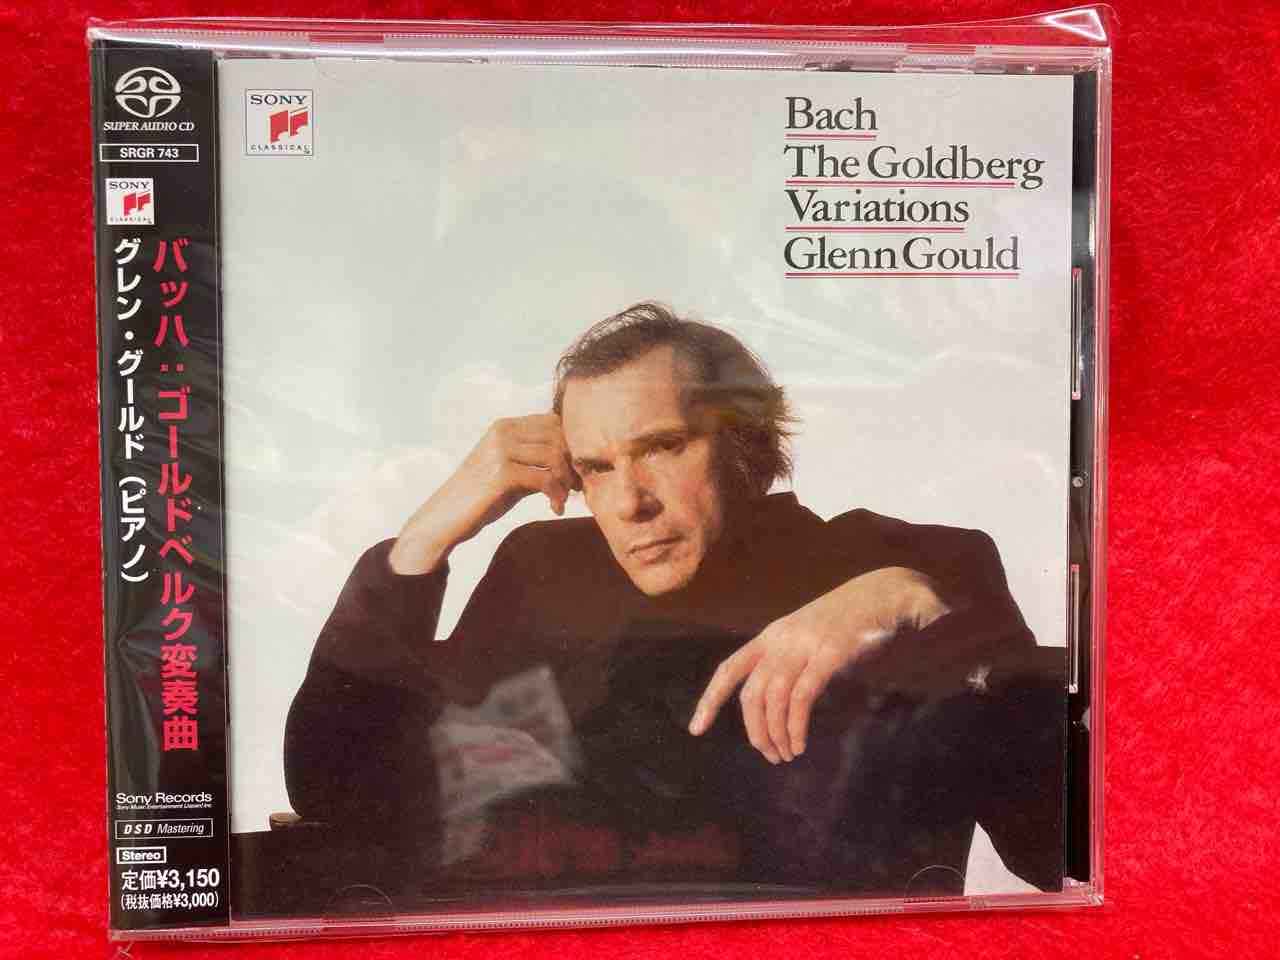 SUPER AUDIO CD
SRGR 743
SONY
CLASSICAL
バッハ:ゴールドベルク変奏曲
グレン・グールド(ピアノ)
Sony Records
Sony Music Entertainment (Japan) Inc.
DSD Mastering
Stereo
定価¥3,150
(税抜価格¥3,000)
SONY
CLASSICAL
Bach
The Goldberg
Variations
Glenn Gould